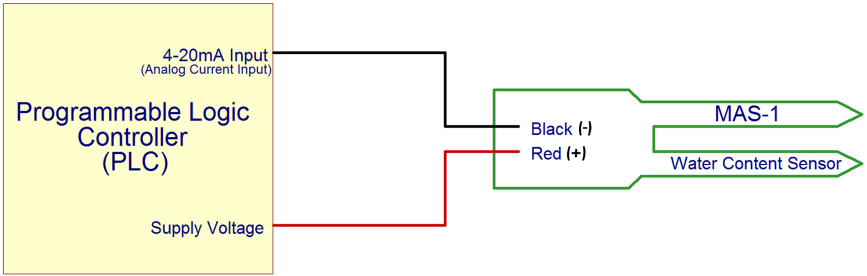 4-20mA Input
(Analog Current Input)
Programmable Logic
Controller
(PLC)
Supply Voltage
Black (-)
Red (+)
MAS-1
Water Content Sensor